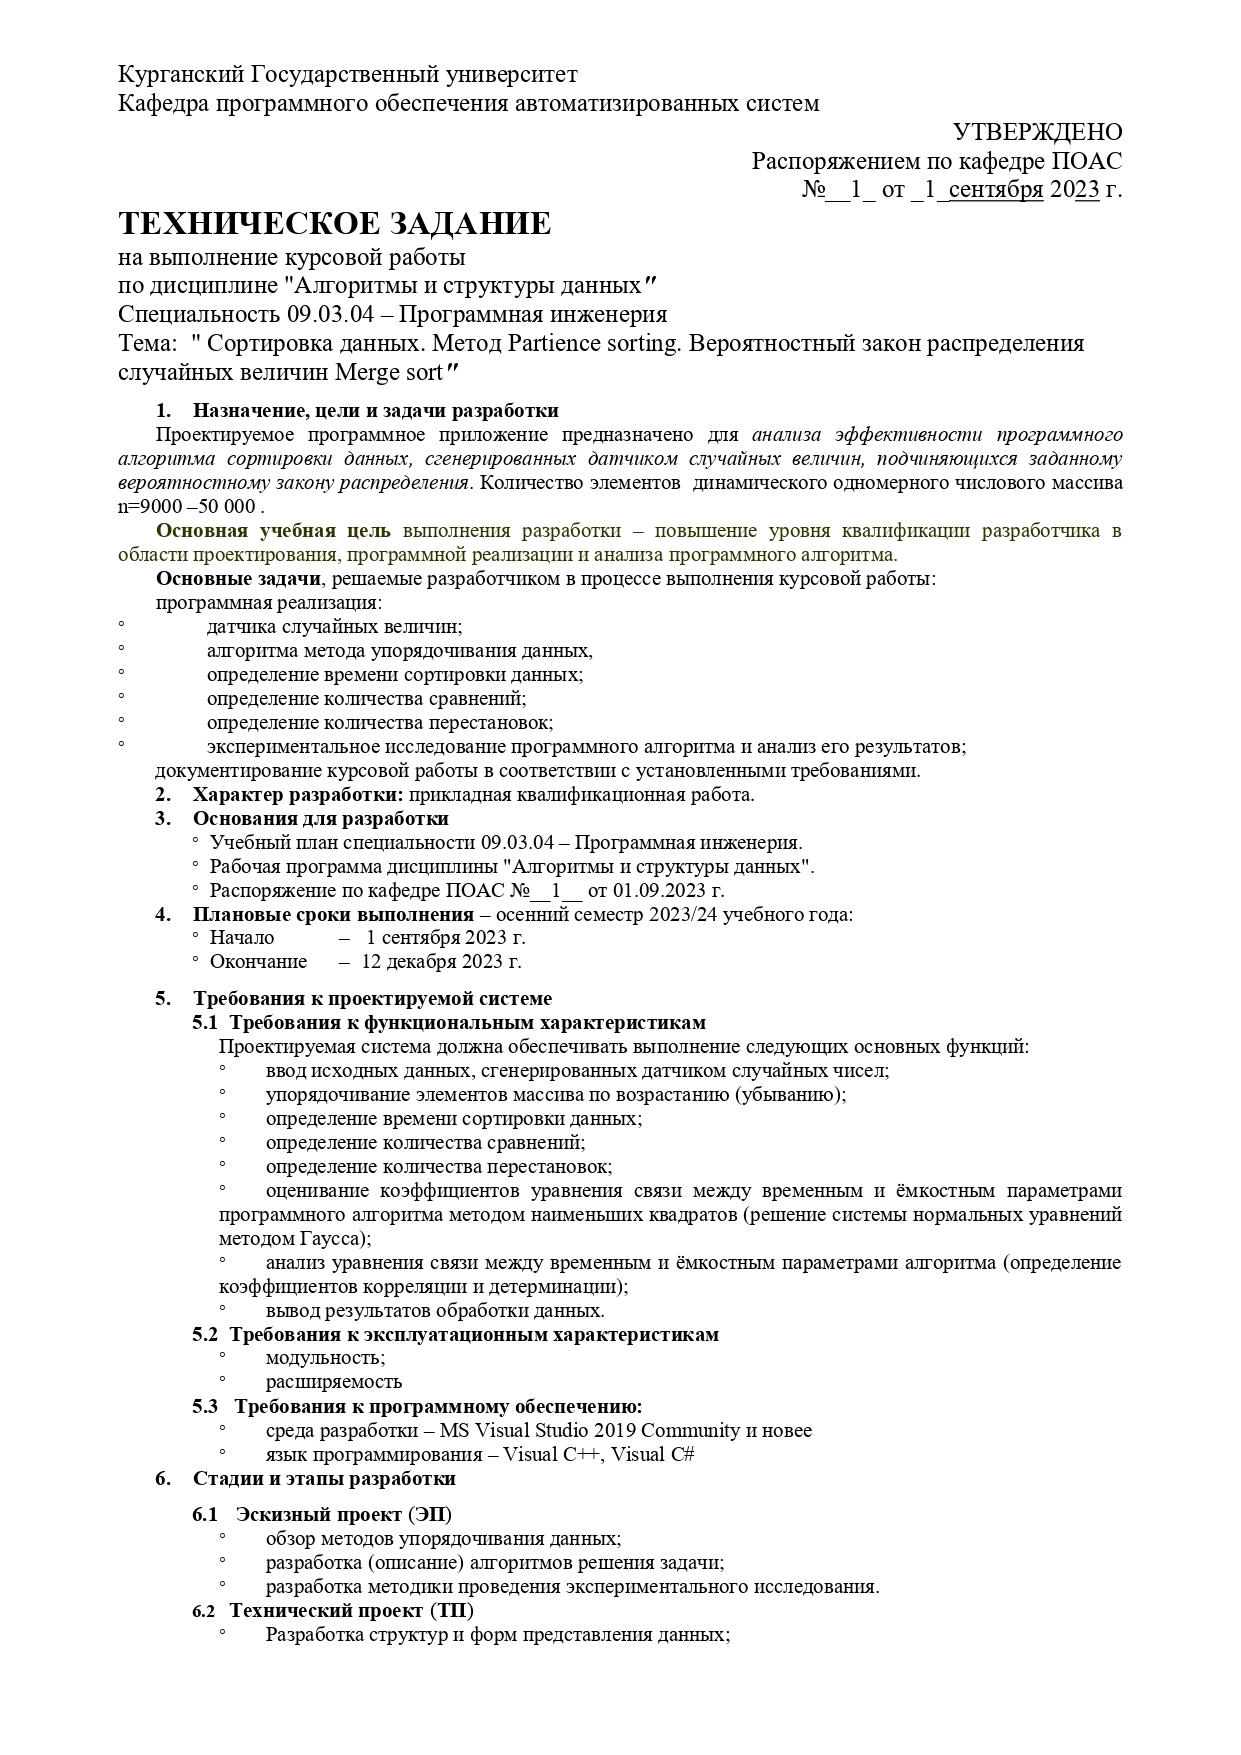 Курганский Государственный университет
Кафедра программного обеспечения автоматизированных систем
УТВЕРЖДЕНО
Распоряжением по кафедре ПОАС
№__1_ от _1_сентября 2023 г.
ТЕХНИЧЕСКОЕ ЗАДАНИЕ
на выполнение курсовой работы
по дисциплине "Алгоритмы и структуры данных"
Специальность 09.03.04 – Программная инженерия
Тема: " Сортировка данных. Метод Partience sorting. Вероятностный закон распределения
случайных величин Merge sort"
1. Назначение, цели и задачи разработки
Проектируемое программное приложение предназначено для анализа эффективности программного
алгоритма сортировки данных, сгенерированных датчиком случайных величин, подчиняющихся заданному
вероятностному закону распределения. Количество элементов динамического одномерного числового массива
n=9000 –50 000 .
Основная учебная цель выполнения разработки – повышение уровня квалификации разработчика в
области проектирования, программной реализации и анализа программного алгоритма.
Основные задачи, решаемые разработчиком в процессе выполнения курсовой работы:
программная реализация:
° датчика случайных величин;
° алгоритма метода упорядочивания данных,
° определение времени сортировки данных;
° определение количества сравнений;
° определение количества перестановок;
° экспериментальное исследование программного алгоритма и анализ его результатов;
документирование курсовой работы в соответствии с установленными требованиями.
2. Характер разработки: прикладная квалификационная работа.
3. Основания для разработки
° Учебный план специальности 09.03.04 – Программная инженерия.
° Рабочая программа дисциплины "Алгоритмы и структуры данных".
° Распоряжение по кафедре ПОАС №__1__ от 01.09.2023 г.
4. Плановые сроки выполнения – осенний семестр 2023/24 учебного года:
° Начало – 1 сентября 2023 г.
° Окончание – 12 декабря 2023 г.
5. Требования к проектируемой системе
5.1 Требования к функциональным характеристикам
Проектируемая система должна обеспечивать выполнение следующих основных функций:
° ввод исходных данных, сгенерированных датчиком случайных чисел;
° упорядочивание элементов массива по возрастанию (убыванию);
° определение времени сортировки данных;
° определение количества сравнений;
° определение количества перестановок;
° оценивание коэффициентов уравнения связи между временным и ёмкостным параметрами
программного алгоритма методом наименьших квадратов (решение системы нормальных уравнений
методом Гаусса);
° анализ уравнения связи между временным и ёмкостным параметрами алгоритма (определение
коэффициентов корреляции и детерминации);
° вывод результатов обработки данных.
5.2 Требования к эксплуатационным характеристикам
° модульность;
° расширяемость
5.3 Требования к программному обеспечению:
° среда разработки – MS Visual Studio 2019 Community и новее
° язык программирования – Visual C++, Visual C#
6. Стадии и этапы разработки
6.1 Эскизный проект (ЭП)
° обзор методов упорядочивания данных;
° разработка (описание) алгоритмов решения задачи;
° разработка методики проведения экспериментального исследования.
6.2 Технический проект (ТП)
° Разработка структур и форм представления данных;